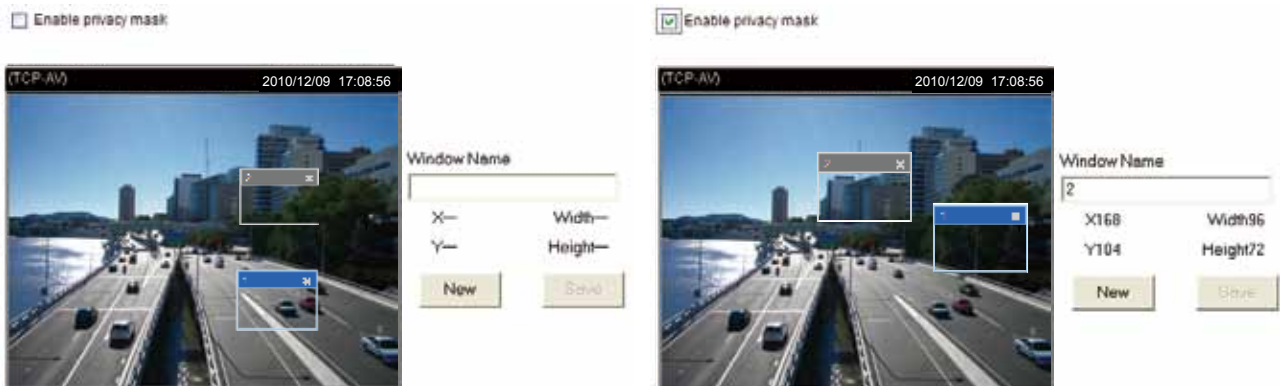 Enable privacy mask
(TCP-AV) 2010/12/09 17:08:56
Window Name
X— Width—
Y— Height—
New Save
Enable privacy mask
(TCP-AV) 2010/12/09 17:08:56
Window Name
2
X168 Width96
Y104 Height72
New Save